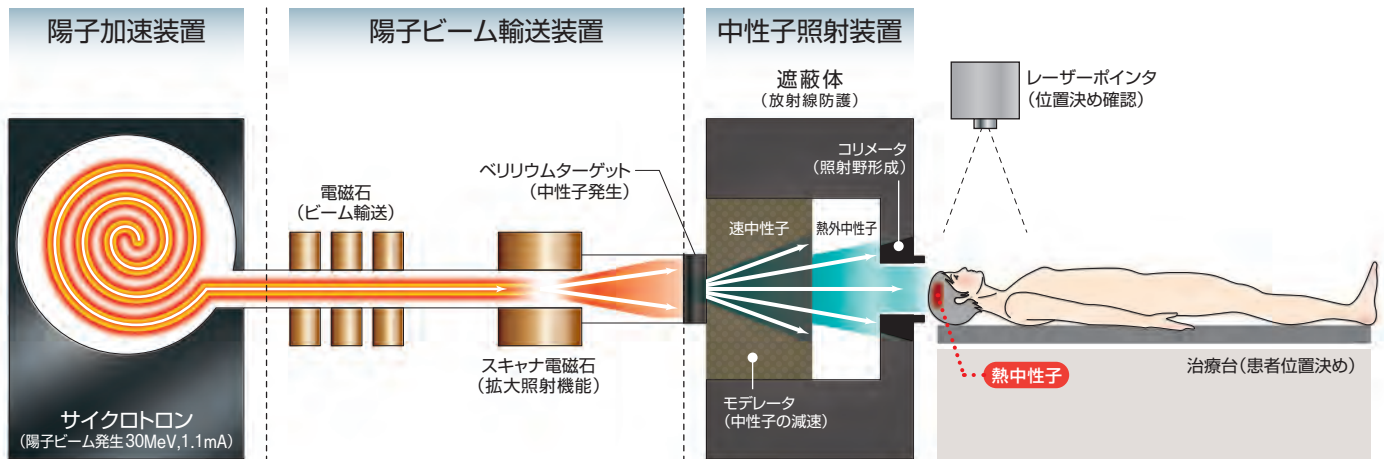 陽子加速装置
陽子ビーム輸送装置
中性子照射装置
遮蔽体
(放射線防護)
レーザーポインタ
(位置決め確認)
コリメータ
(照射野形成)
ベリリウムターゲット
(中性子発生)
電磁石
(ビーム輸送)
速中性子
熱外中性子
スキャナ電磁石
(拡大照射機能)
モデレータ
(中性子の減速)
熱中性子
治療台(患者位置決め)
サイクロトロン
(陽子ビーム発生30MeV,1.1mA)